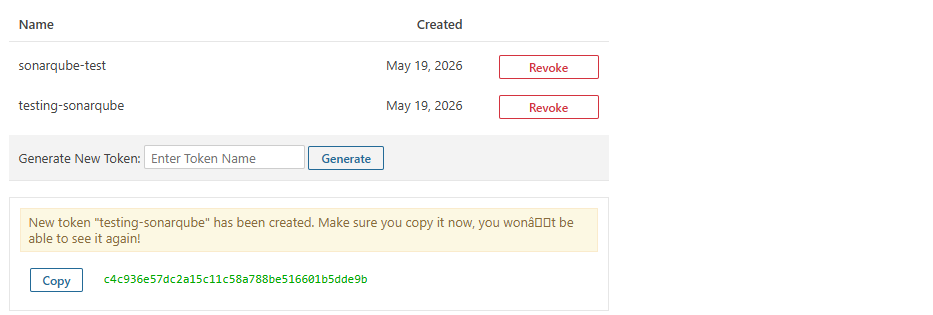 Name Created
sonarqube-test May 19, 2026 Revoke
testing-sonarqube May 19, 2026 Revoke
Generate New Token: Enter Token Name Generate
New token "testing-sonarqube" has been created. Make sure you copy it now, you wonât be
able to see it again!
Copy c4c936e57dc2a15c11c58a788be516601b5dde9b